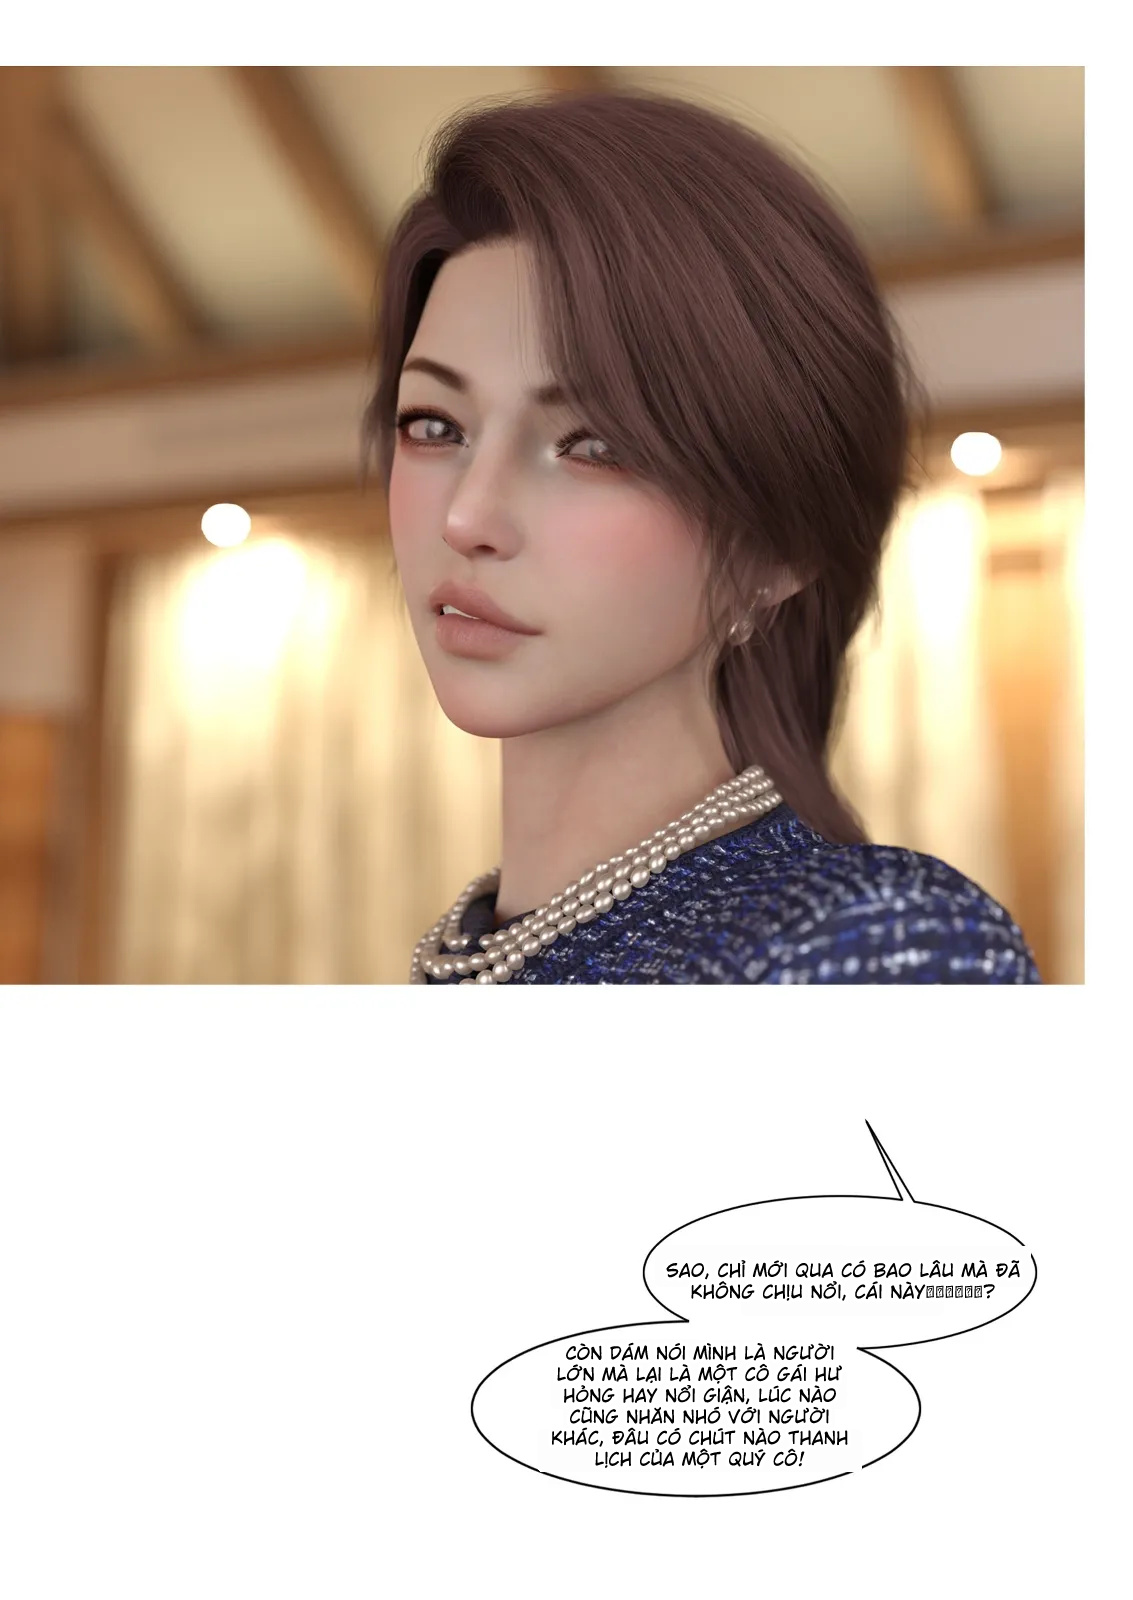 SAO, CHỈ MỚI QUA CÓ BAO LÂU MÀ ĐÃ
KHÔNG CHỊU NỔI, CÁI NÀY□□□□□□?
CÒN DÁM NÓI MÌNH LÀ NGƯỜI
LỚN MÀ LẠI LÀ MỘT CÔ GÁI HƯ
HỎNG HAY NỔI GIẬN, LÚC NÀO
CŨNG NHĂN NHÓ VỚI NGƯỜI
KHÁC, ĐÂU CÓ CHÚT NÀO THANH
LỊCH CỦA MỘT QUÝ CÔ!